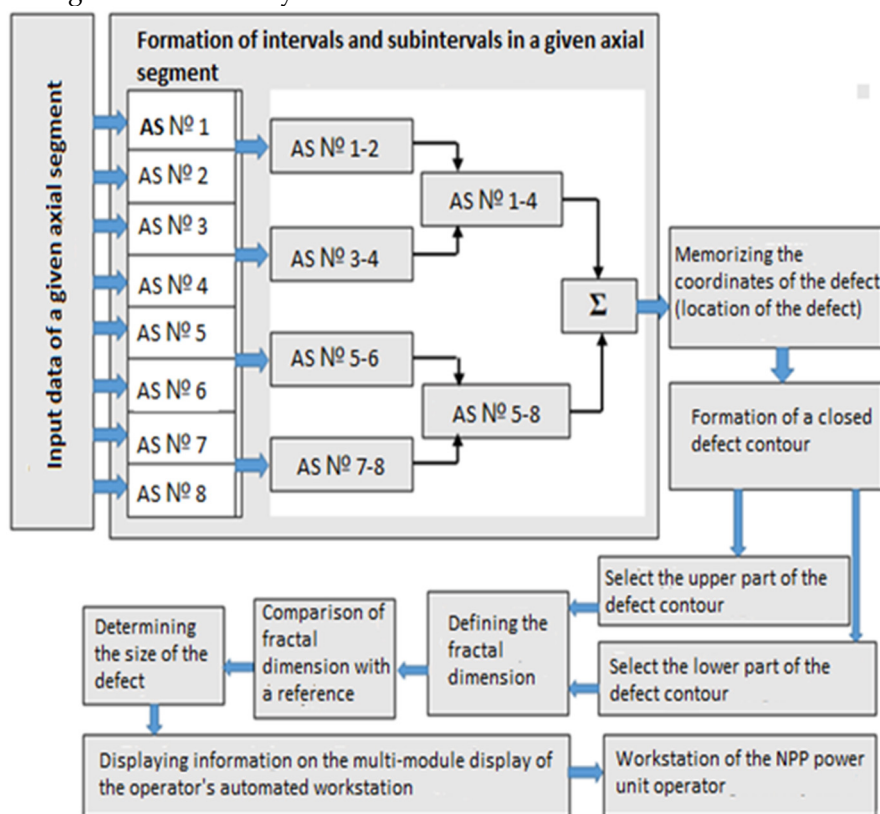 Formation of intervals and subintervals in a given axial
segment
Input data of a given axial segment
AS № 1
AS № 2
AS № 3
AS № 4
AS № 5
AS № 6
AS № 7
AS № 8
AS № 1-2
AS № 3-4
AS № 5-6
AS № 7-8
AS № 1-4
AS № 5-8
Σ
Memorizing the
coordinates of the defect
(location of the defect)
Formation of a closed
defect contour
Select the upper part of the
defect contour
Select the lower part of the
defect contour
Defining the
fractal
dimension
Comparison of
fractal
dimension with
a reference
Determining
the size of the
defect
Displaying information on the multi-module display of
the operator's automated workstation
Workstation of the NPP power
unit operator